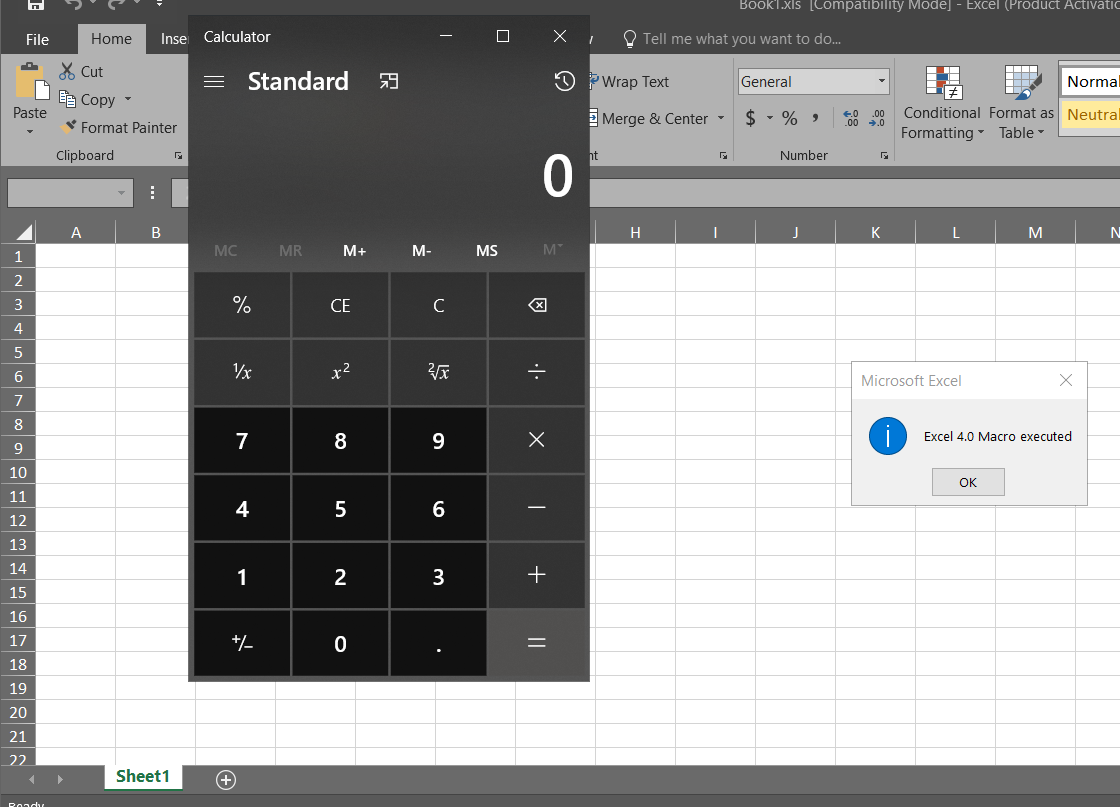 Book1.xls [Compatibility Mode] - Excel (Product Activatio
File Home Inse
Tell me what you want to do...
Cut
Copy
Format Painter
Paste
Clipboard
Wrap Text
Merge & Center
General
$ % ,
Number
Conditional
Formatting
Format as
Table
Normal
Neutral
Calculator
Standard
0
MC MR M+ M- MS M˅
% CE C
¹/x x² ²√x ÷
7 8 9 ×
4 5 6 −
1 2 3 +
+/− 0 . =
A B H I J K L M N
1
2
3
4
5
6
7
8
9
10
11
12
13
14
15
16
17
18
19
20
21
22
Microsoft Excel
Excel 4.0 Macro executed
OK
Sheet1
Ready